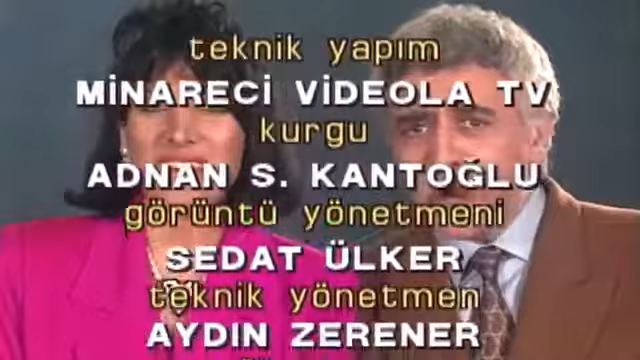 teknik yapım
MİNARECİ VİDEOLA TV
kurgu
ADNAN S. KANTOĞLU
görüntü yönetmeni
SEDAT ÜLKER
teknik yönetmen
AYDIN ZERENER